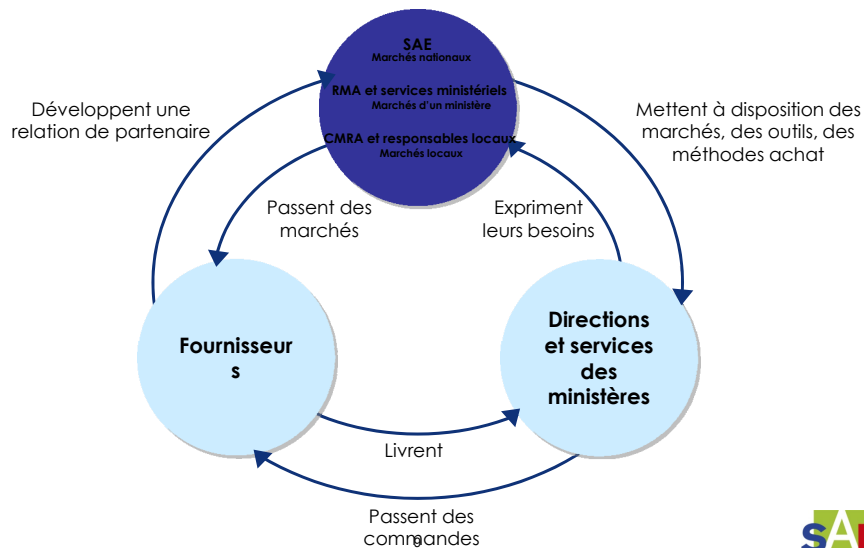 SAE
Marchés nationaux
RMA et services ministériels
Marchés d'un ministère
CMRA et responsables locaux
Marchés locaux
Développent une
relation de partenaire
Mettent à disposition des
marchés, des outils, des
méthodes achat
Passent des
marchés
Expriment
leurs besoins
Fournisseur
s
Directions
et services
des
ministères
Livrent
Passent des
commandes